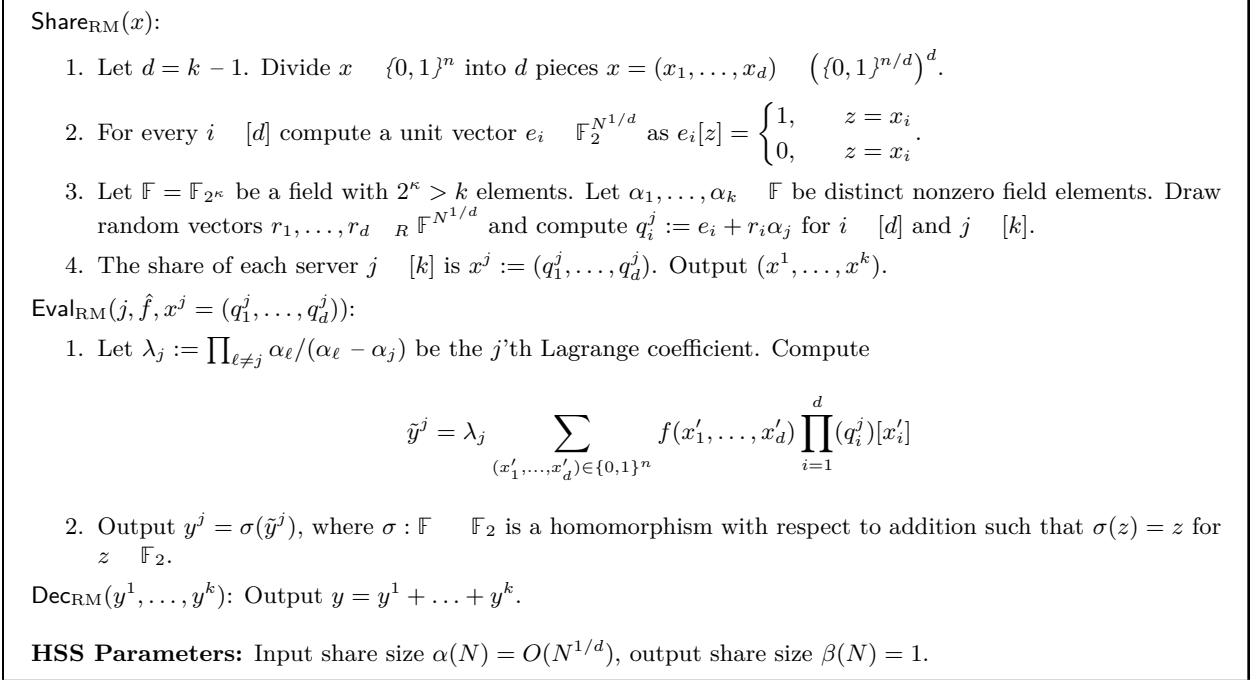 Share_RM(x):
1. Let d = k – 1. Divide x {0, 1}^n into d pieces x = (x_1, . . . , x_d) ({0, 1}^{n/d})^d.
2. For every i [d] compute a unit vector e_i 𝔽_2^{N^{1/d}} as e_i[z] = { 1, z = x_i
0, z = x_i .
3. Let 𝔽 = 𝔽_{2^κ} be a field with 2^κ > k elements. Let α_1, . . . , α_k 𝔽 be distinct nonzero field elements. Draw
random vectors r_1, . . . , r_d _R 𝔽^{N^{1/d}} and compute q_i^j := e_i + r_i α_j for i [d] and j [k].
4. The share of each server j [k] is x^j := (q_1^j, . . . , q_d^j). Output (x^1, . . . , x^k).
Eval_RM(j, f̂, x^j = (q_1^j, . . . , q_d^j)):
1. Let λ_j := ∏_{ℓ≠j} α_ℓ/(α_ℓ – α_j) be the j'th Lagrange coefficient. Compute
ỹ^j = λ_j ∑_{(x'_1,...,x'_d)∈{0,1}^n} f(x'_1, . . . , x'_d) ∏_{i=1}^d (q_i^j)[x'_i]
2. Output y^j = σ(ỹ^j), where σ : 𝔽 𝔽_2 is a homomorphism with respect to addition such that σ(z) = z for
z 𝔽_2.
Dec_RM(y^1, . . . , y^k): Output y = y^1 + . . . + y^k.
HSS Parameters: Input share size α(N) = O(N^{1/d}), output share size β(N) = 1.